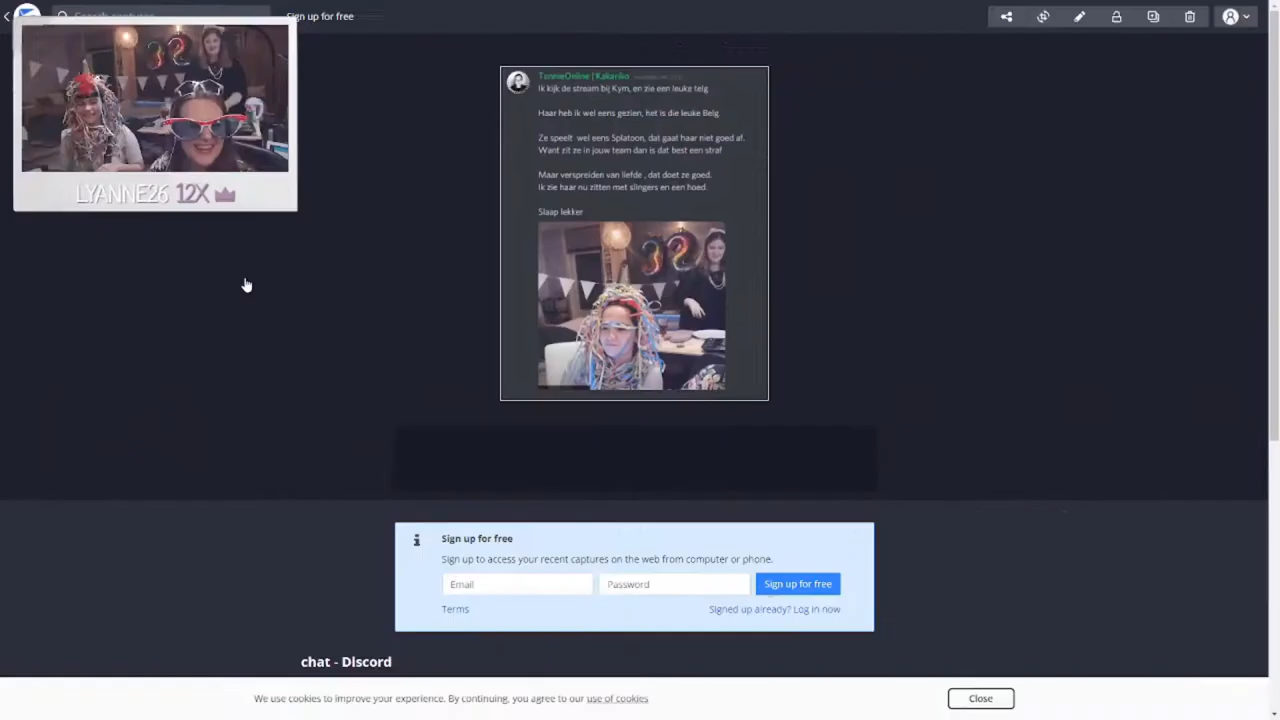 Search captures
Sign up for free
32
LYANNE26 12X
TannieOnline | Kakariko
Ik kijk de stream bij Kym, en zie een leuke telg
Haar heb ik wel eens gezien, het is die leuke Belg
Ze speelt wel eens Splatoon, dat gaat haar niet goed af.
Want zit ze in jouw team dan is dat best een straf
Maar verspreiden van liefde , dat doet ze goed.
Ik zie haar nu zitten met slingers en een hoed.
Slaap lekker
32
Sign up for free
Sign up to access your recent captures on the web from computer or phone.
Email
Password
Sign up for free
Terms
Signed up already? Log in now
chat - Discord
We use cookies to improve your experience. By continuing, you agree to our use of cookies
Close